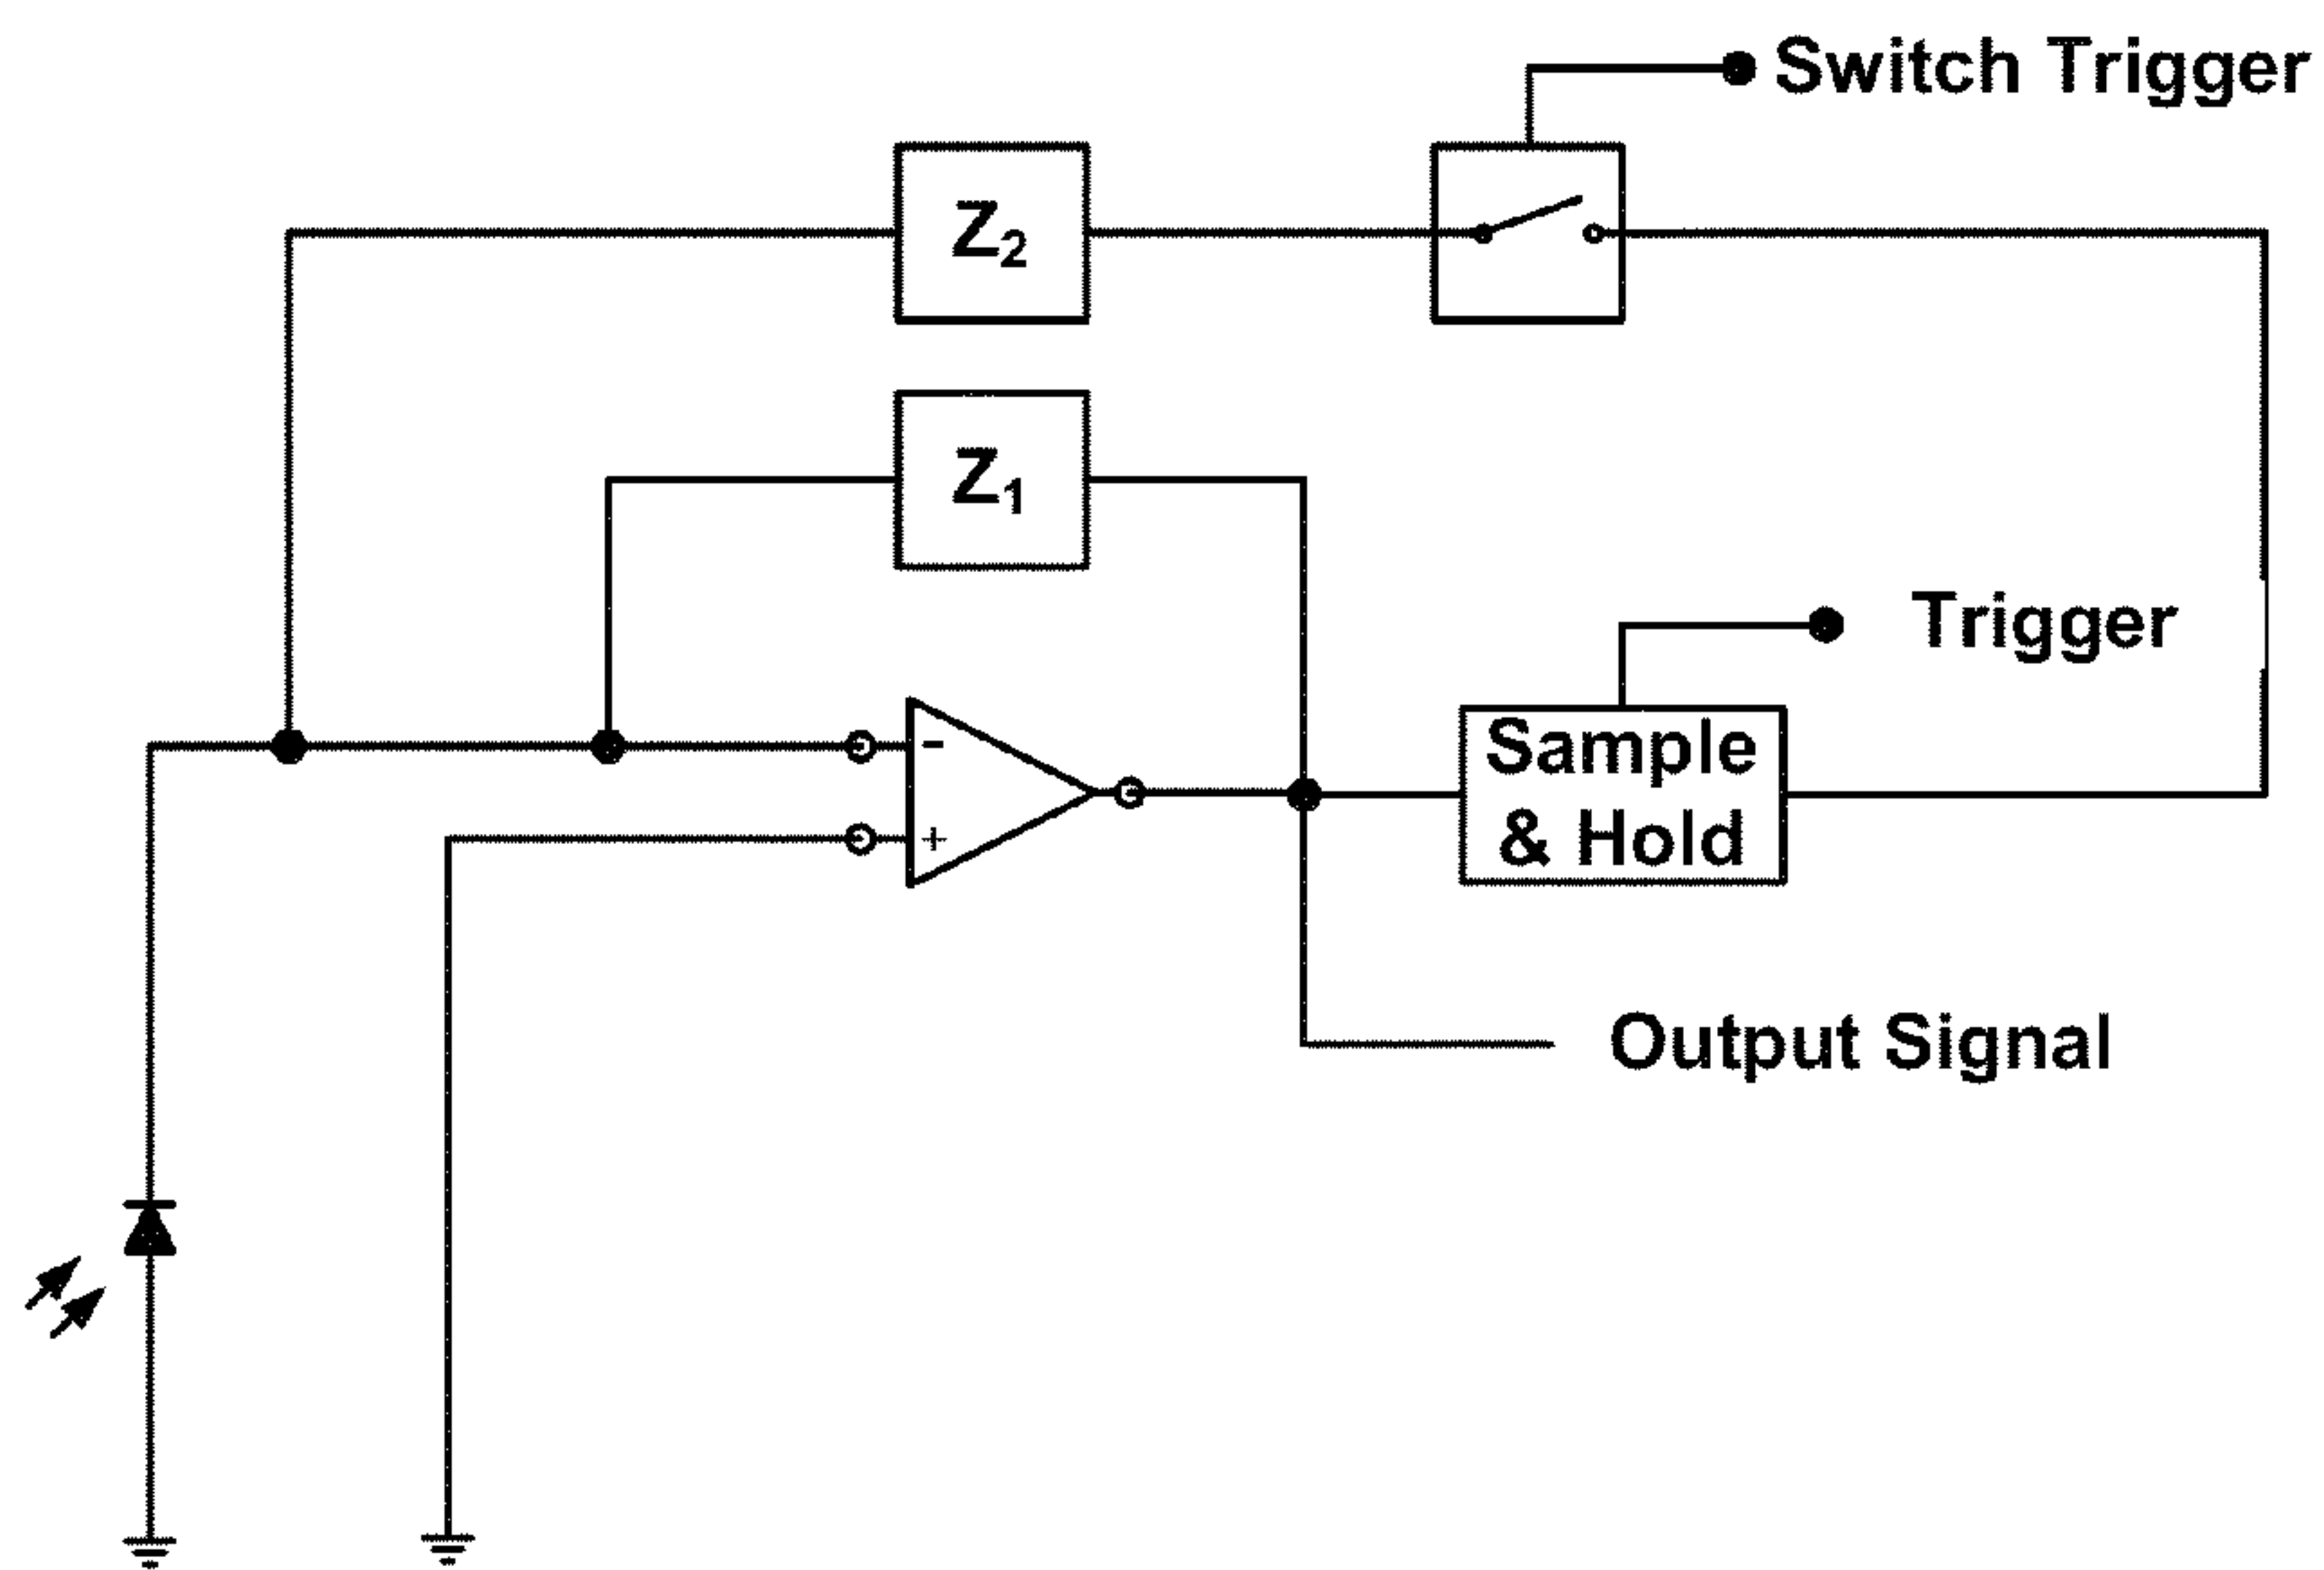 Switch Trigger
Z2
Z1
Trigger
-
+
Sample
& Hold
Output Signal